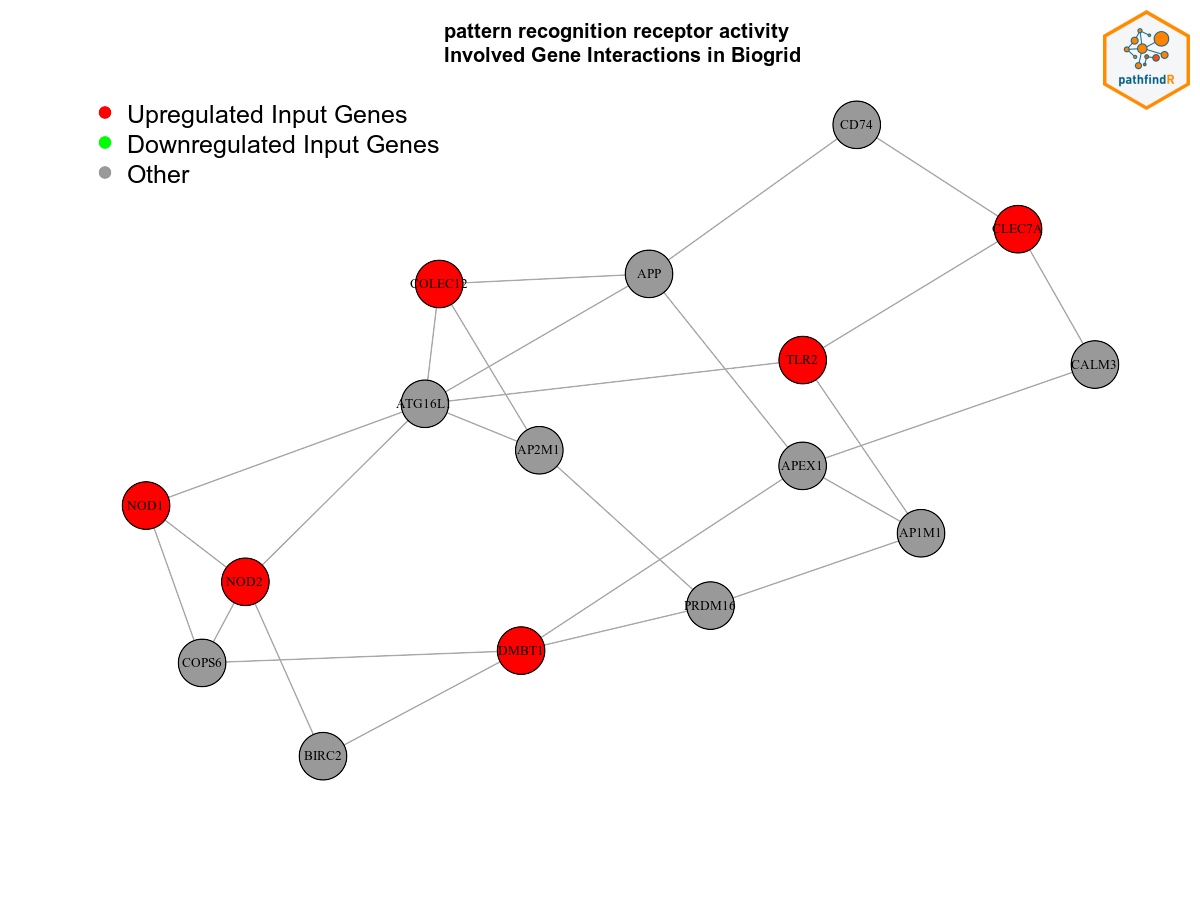 pattern recognition receptor activity
Involved Gene Interactions in Biogrid
pathfindR
Upregulated Input Genes
Downregulated Input Genes
Other
CD74
CLEC7A
APP
COLEC12
TLR2
CALM3
ATG16L
AP2M1
APEX1
NOD1
AP1M1
NOD2
PRDM16
DMBT1
COPS6
BIRC2